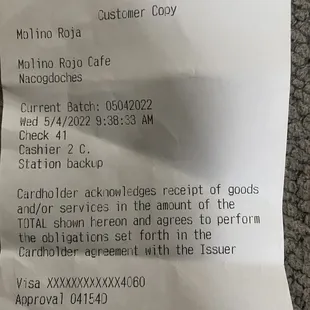 Customer Copy
Molino Roja
Molino Rojo Cafe
Nacogdoches
Current Batch: 05042022
Wed 5/4/2022 9:38:33 AM
Check 41
Cashier 2 C.
Station backup
Cardholder acknowledges receipt of goods
and/or services in the amount of the
TOTAL shown hereon and agrees to perform
the obligations set forth in the
Cardholder agreement with the Issuer
Visa XXXXXXXXXXXX4060
Approval 04154D